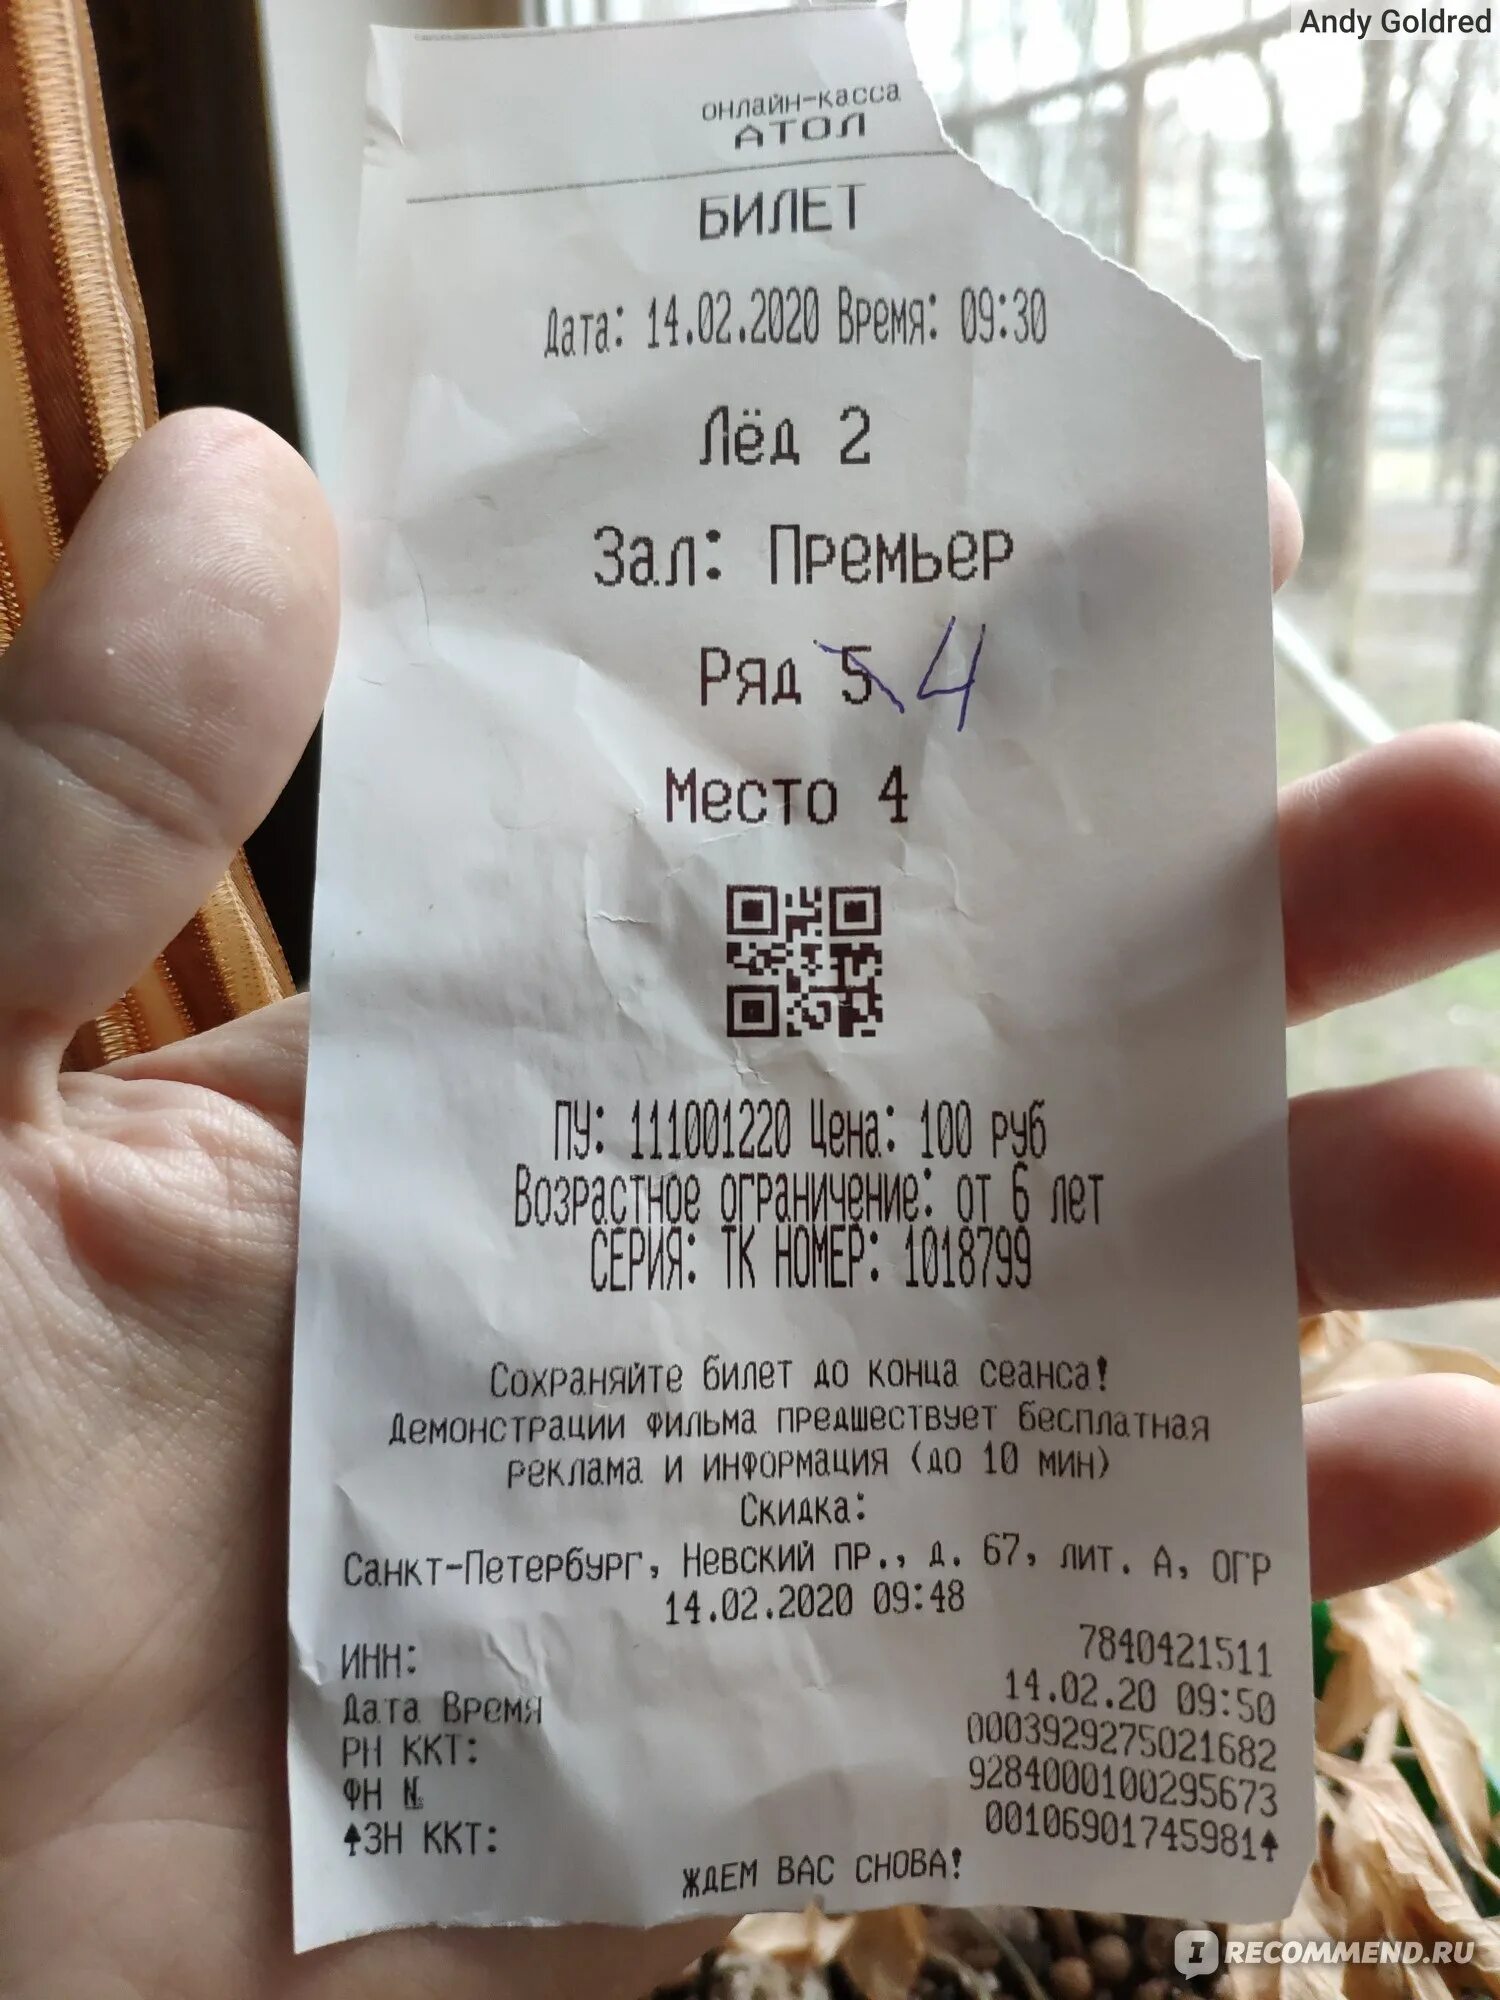 Andy Goldred
онлайн-касса
АТОЛ
БИЛЕТ
Дата: 14.02.2020 Время: 09:30
Лёд 2
Зал: Премьер
Ряд 5 4
Место 4
ПУ: 111001220 Цена: 100 руб
Возрастное ограничение: от 6 лет
СЕРИЯ: ТК НОМЕР: 1018799
Сохраняйте билет до конца сеанса!
Демонстрации фильма предшествует бесплатная
реклама и информация (до 10 мин)
Скидка:
Санкт-Петербург, Невский пр., д. 67, лит. А, ОГР
14.02.2020 09:48
ИНН: 7840421511
Дата Время 14.02.20 09:50
РН ККТ: 0003929275021682
ФН № 9284000100295673
ЗН ККТ: 00106901745981
ЖДЕМ ВАС СНОВА!
I RECOMMEND.RU